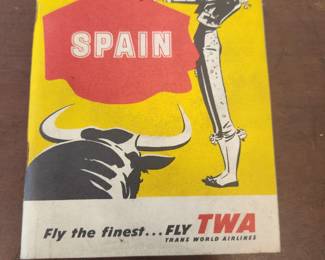 SPAIN
Fly the finest...FLY TWA
TRANS WORLD AIRLINES